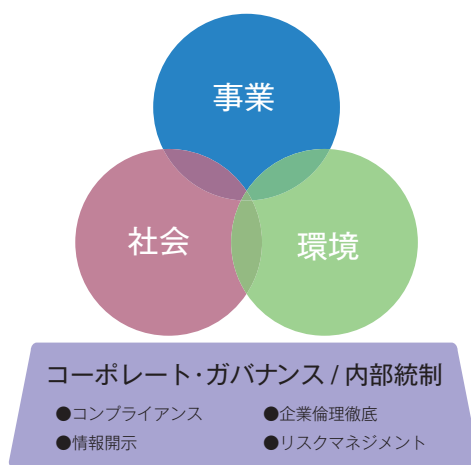 事業
社会
環境
コーポレート・ガバナンス / 内部統制
●コンプライアンス ●企業倫理徹底
●情報開示 ●リスクマネジメント